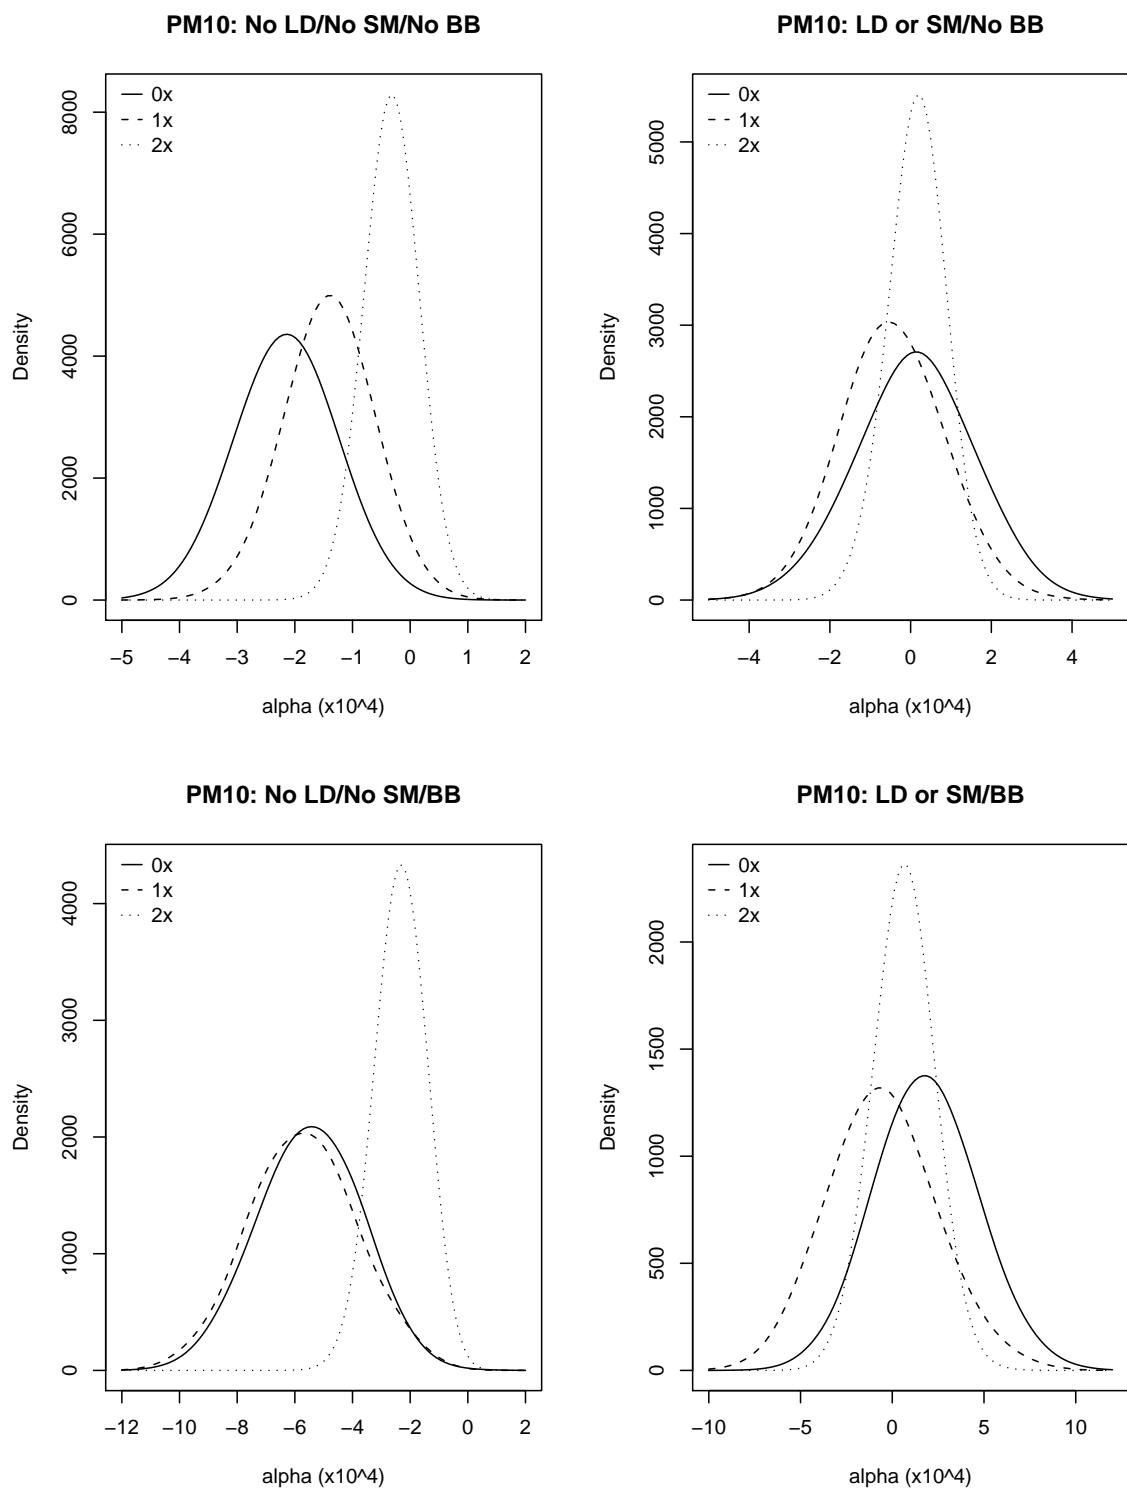 PM10: No LD/No SM/No BB
0x
1x
2x
8000
6000
4000
2000
0
Density
−5 −4 −3 −2 −1 0 1 2
alpha (x10^4)
PM10: LD or SM/No BB
0x
1x
2x
5000
4000
3000
2000
1000
0
Density
−4 −2 0 2 4
alpha (x10^4)
PM10: No LD/No SM/BB
0x
1x
2x
4000
3000
2000
1000
0
Density
−12 −10 −8 −6 −4 −2 0 2
alpha (x10^4)
PM10: LD or SM/BB
0x
1x
2x
2000
1500
1000
500
0
Density
−10 −5 0 5 10
alpha (x10^4)